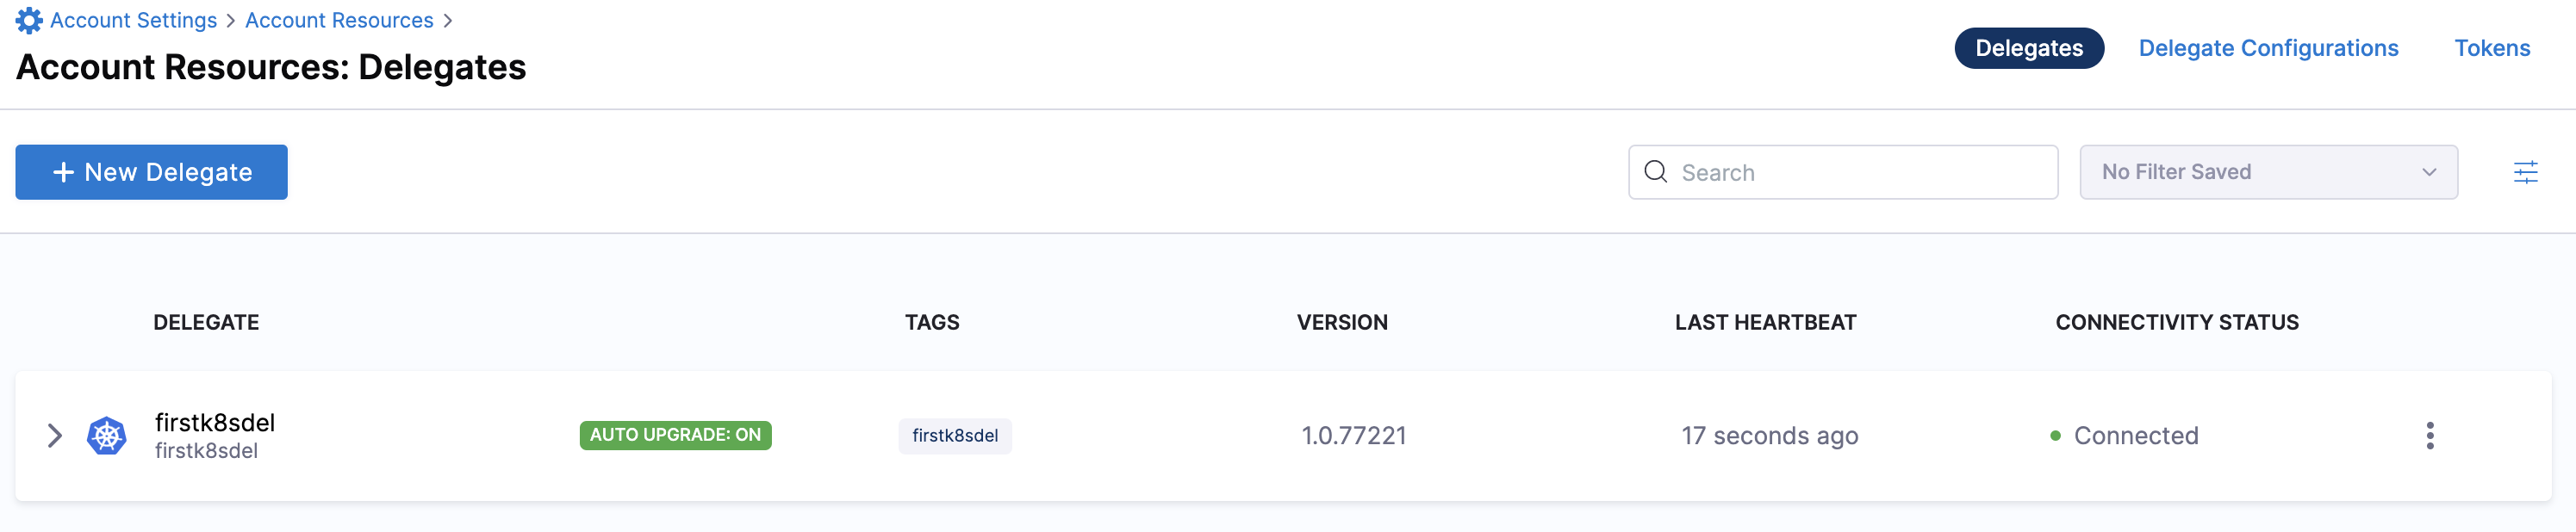 Account Settings > Account Resources >
Account Resources: Delegates
Delegates Delegate Configurations Tokens
+ New Delegate
Search
No Filter Saved
DELEGATE TAGS VERSION LAST HEARTBEAT CONNECTIVITY STATUS
firstk8sdel
firstk8sdel
AUTO UPGRADE: ON
firstk8sdel
1.0.77221
17 seconds ago
Connected